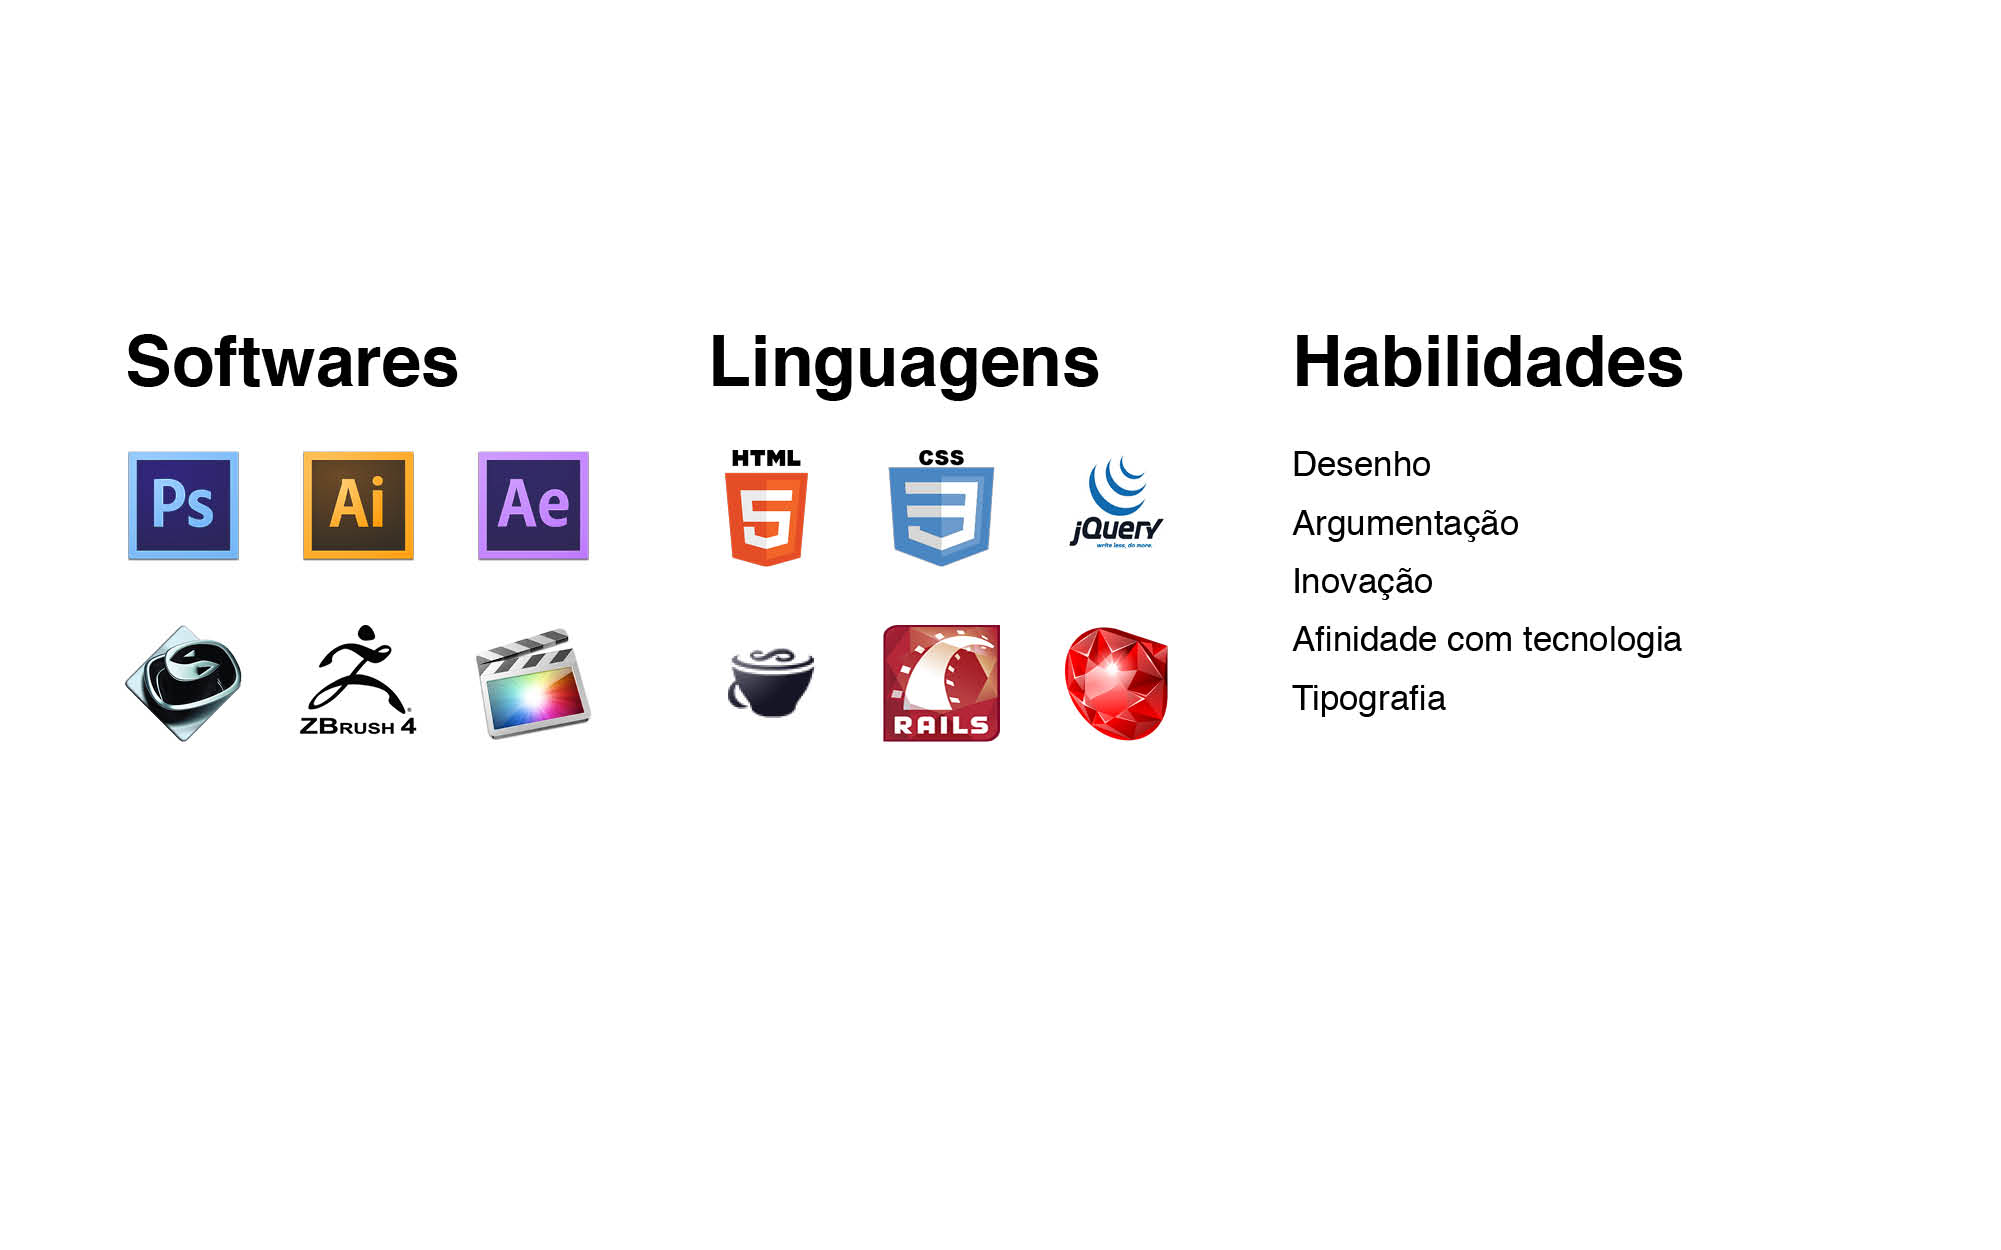 Softwares
Ps
Ai
Ae
ZBRUSH 4
Linguagens
HTML
5
CSS
3
jQuery
write less, do more.
RAILS
Habilidades
Desenho
Argumentação
Inovação
Afinidade com tecnologia
Tipografia